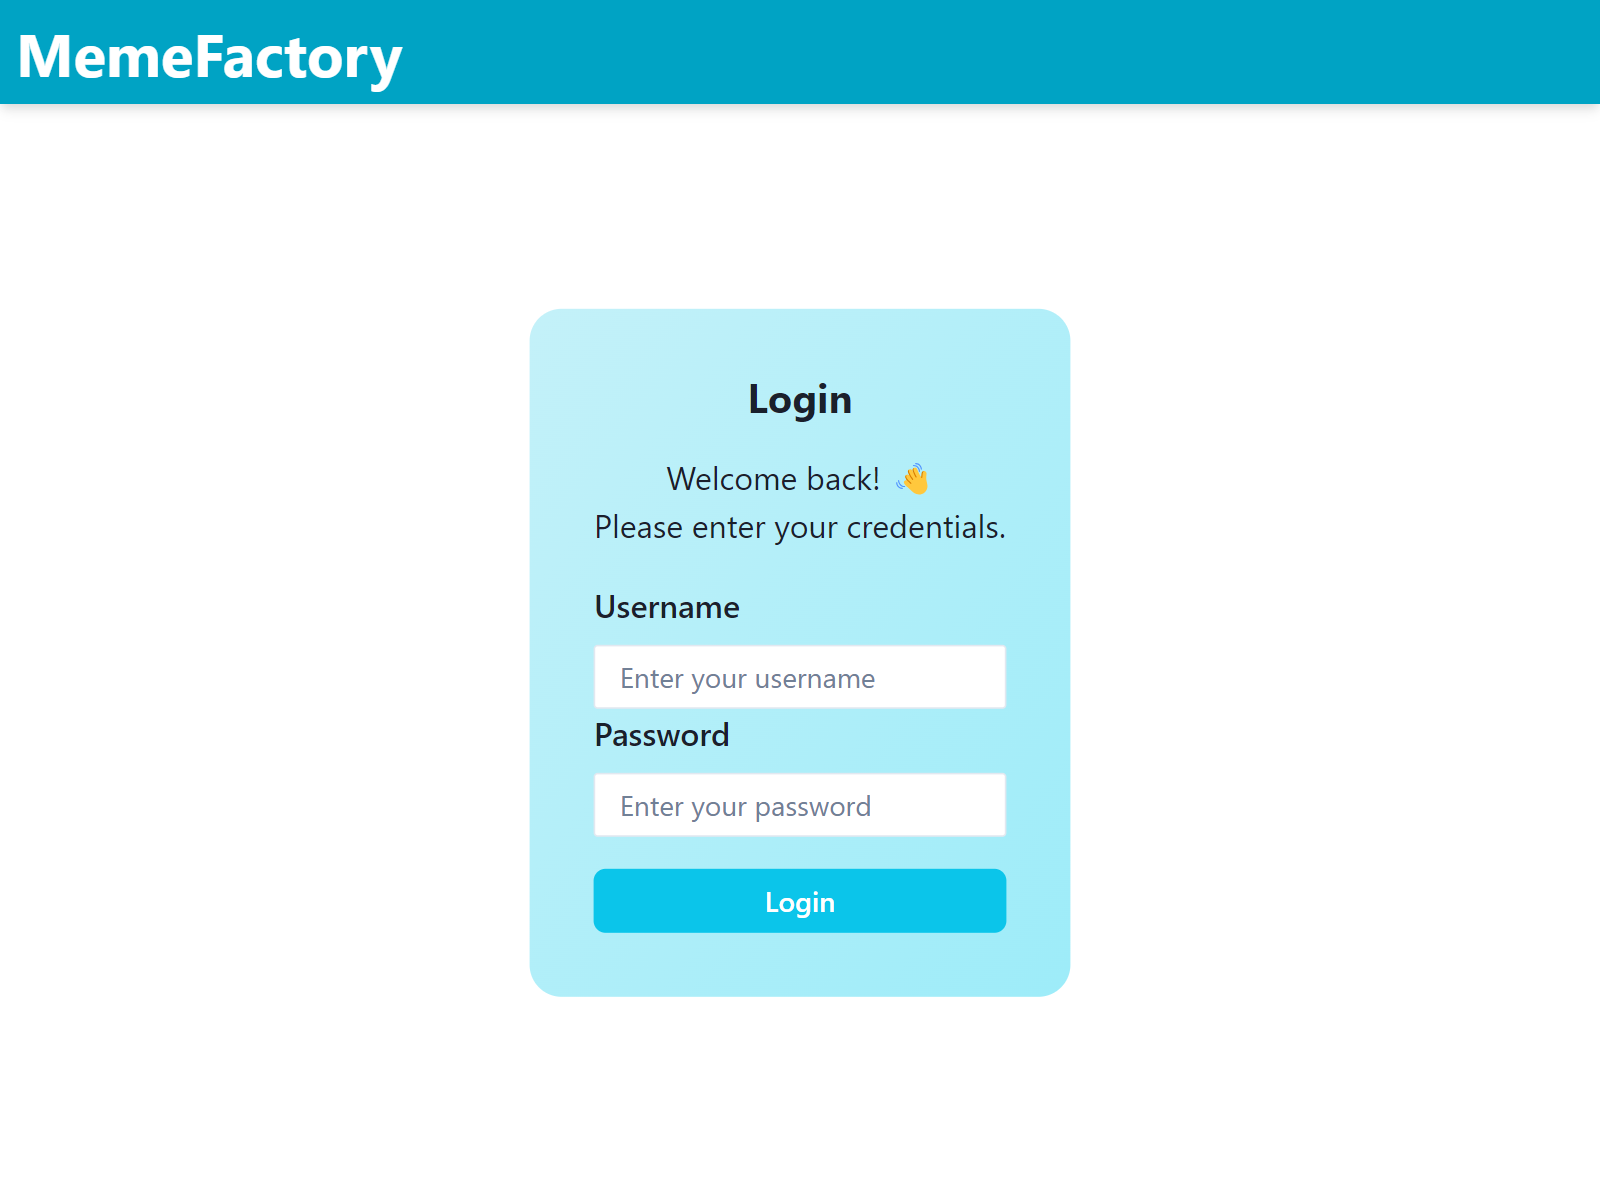 MemeFactory
Login
Welcome back! 👋
Please enter your credentials.
Username
Enter your username
Password
Enter your password
Login